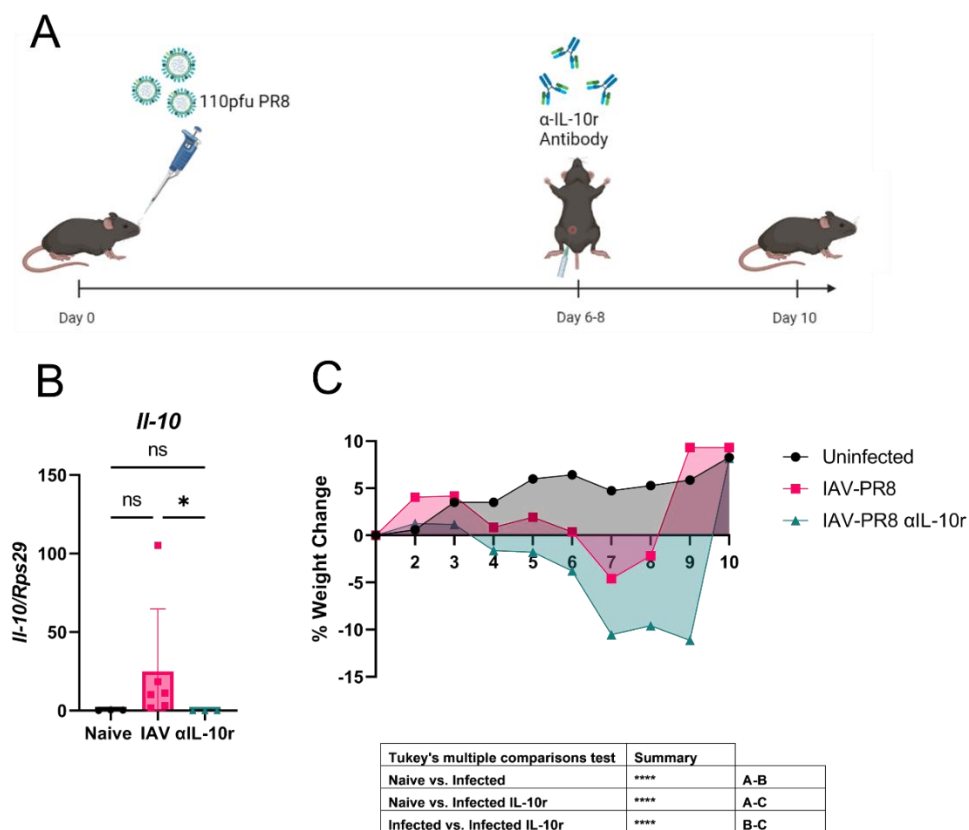 A
110pfu PR8
α-IL-10r
Antibody
Day 0
Day 6-8
Day 10
B
Il-10
ns
ns
*
150
100
50
0
Il-10/Rps29
Naive IAV αIL-10r
C
10
5
0
-5
-10
-15
% Weight Change
2 3 4 5 6 7 8 9 10
Uninfected
IAV-PR8
IAV-PR8 αIL-10r
Tukey's multiple comparisons test Summary
Naive vs. Infected **** A-B
Naive vs. Infected IL-10r **** A-C
Infected vs. Infected IL-10r **** B-C